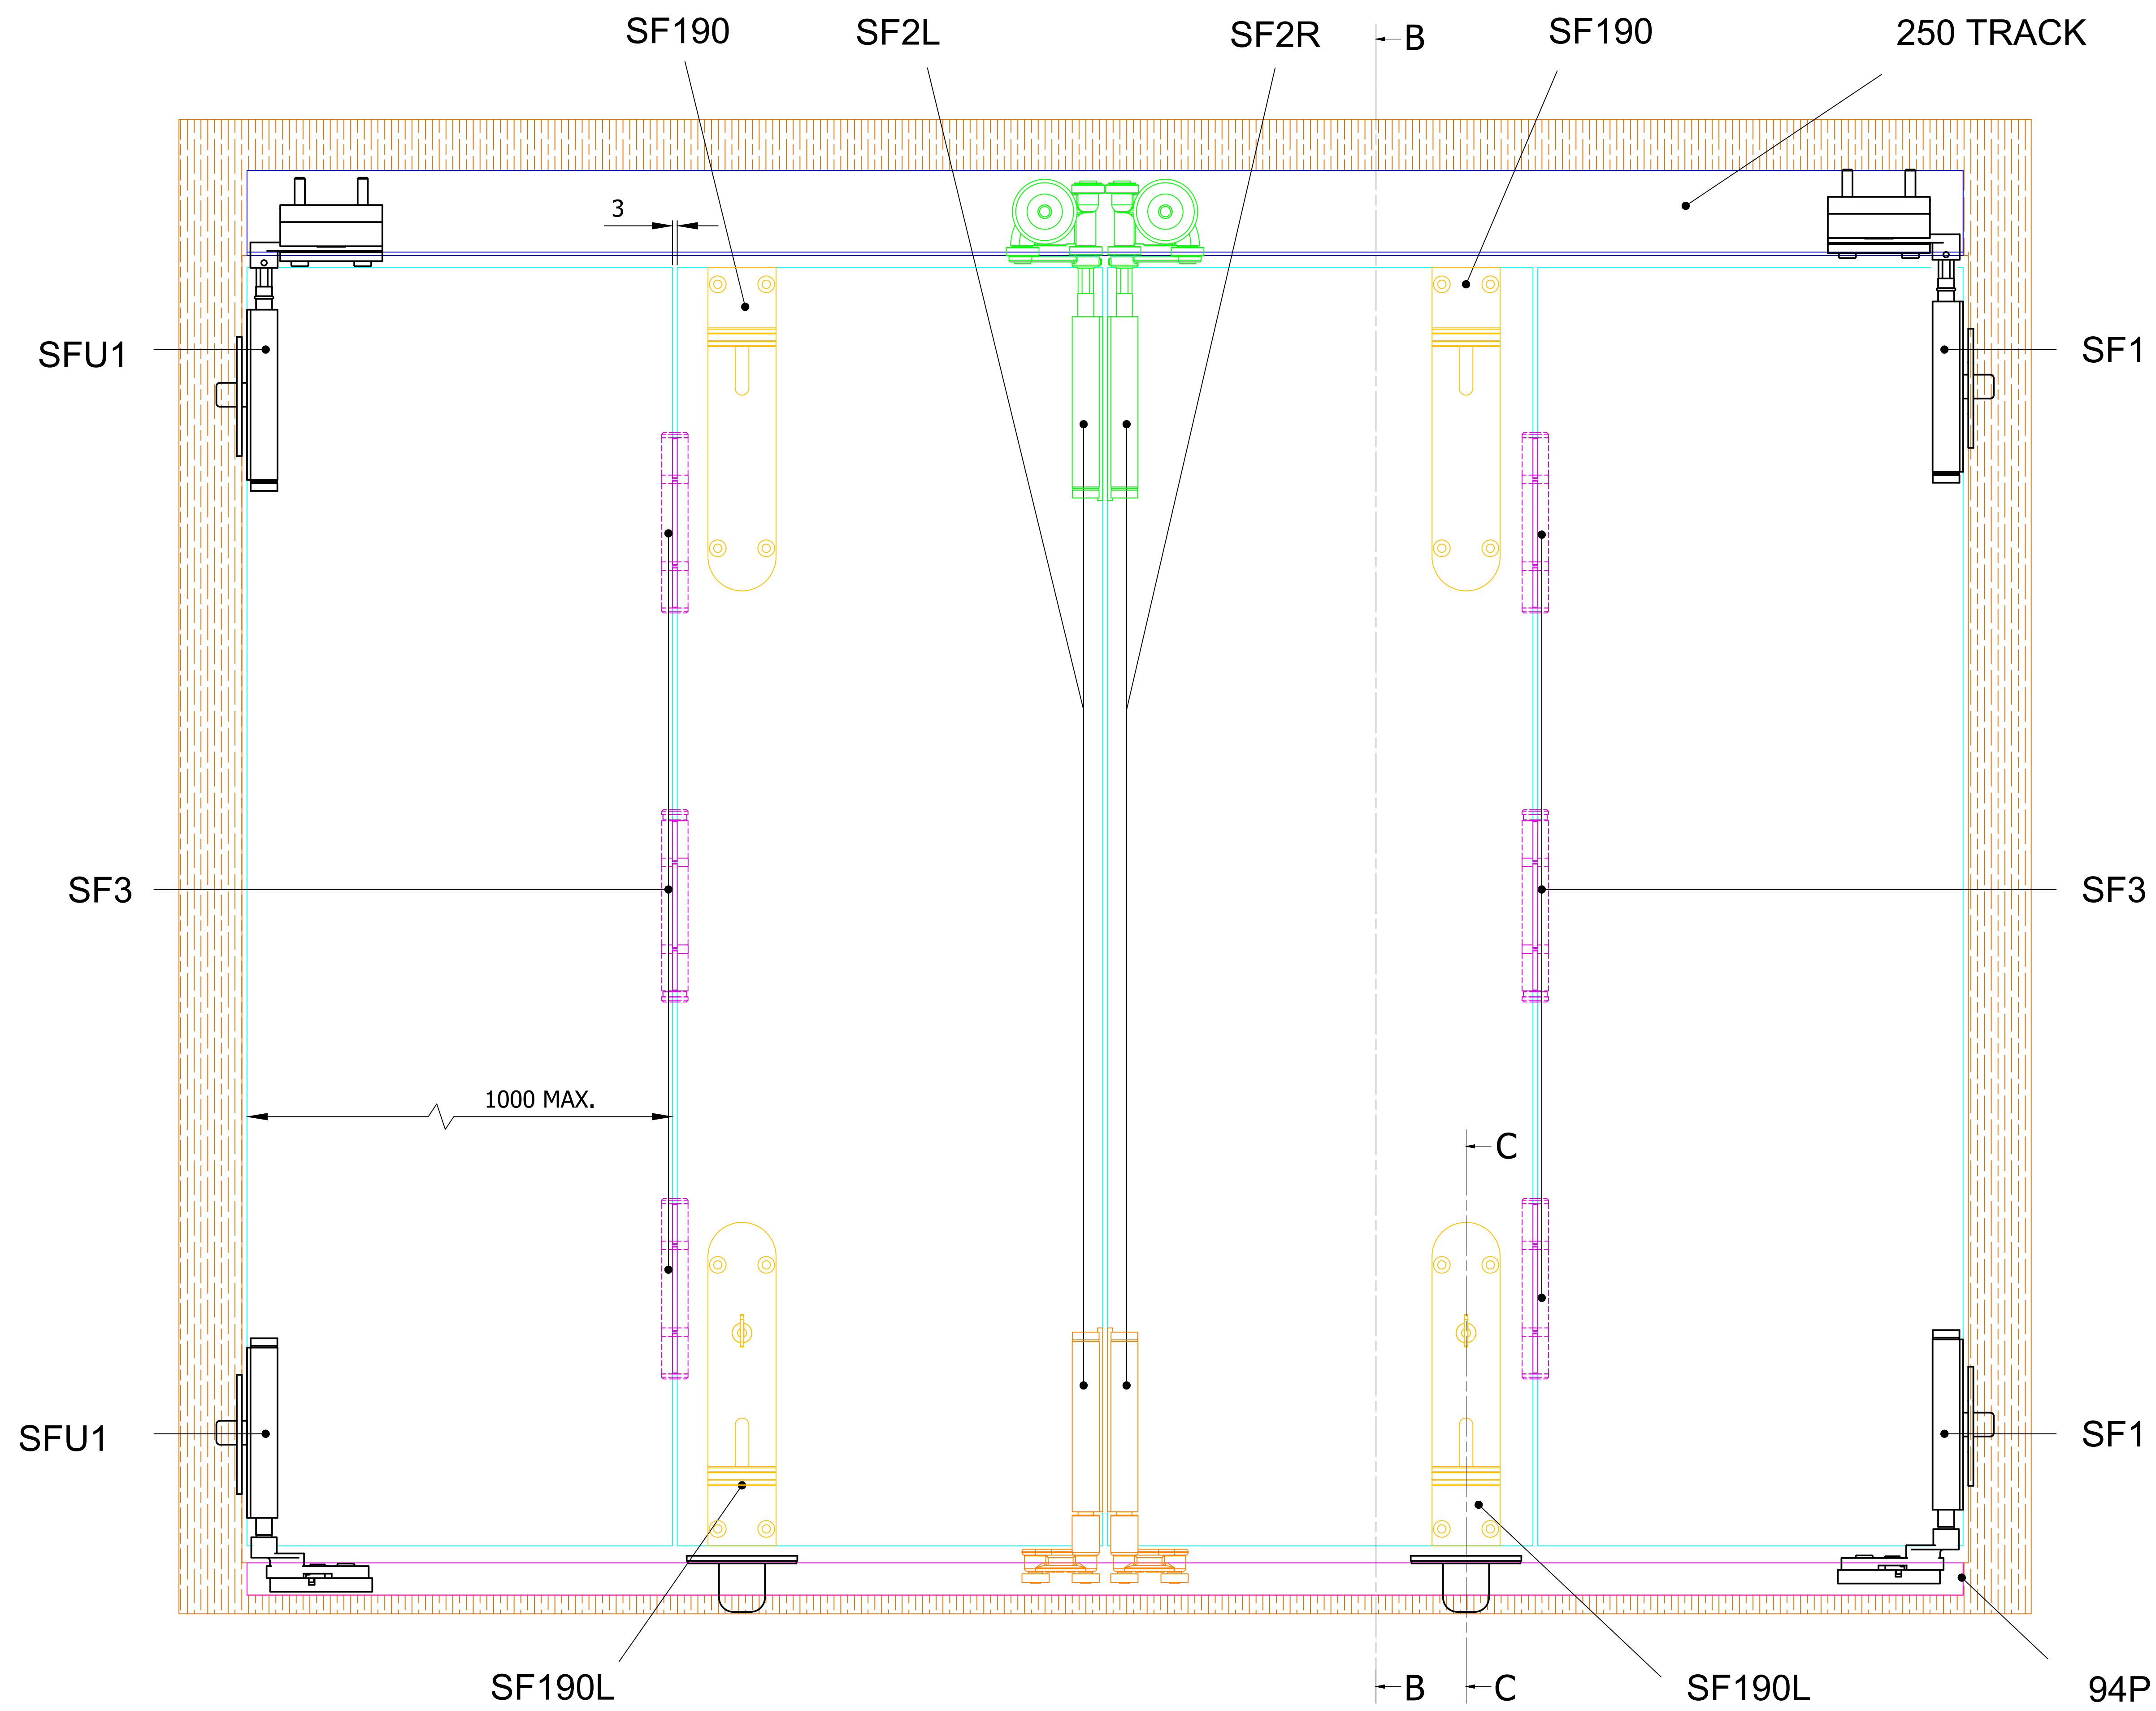 SF190
SF2L
SF2R
B
SF190
250 TRACK
3
SFU1
SF1
SF3
SF3
1000 MAX.
C
SFU1
SF1
SF190L
B
C
SF190L
94P